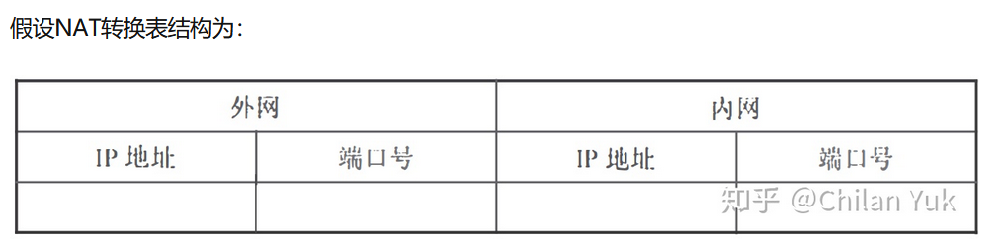 假设NAT转换表结构为：
外网 内网
IP 地址 端口号 IP 地址 端口号
知乎 @Chilan Yuk